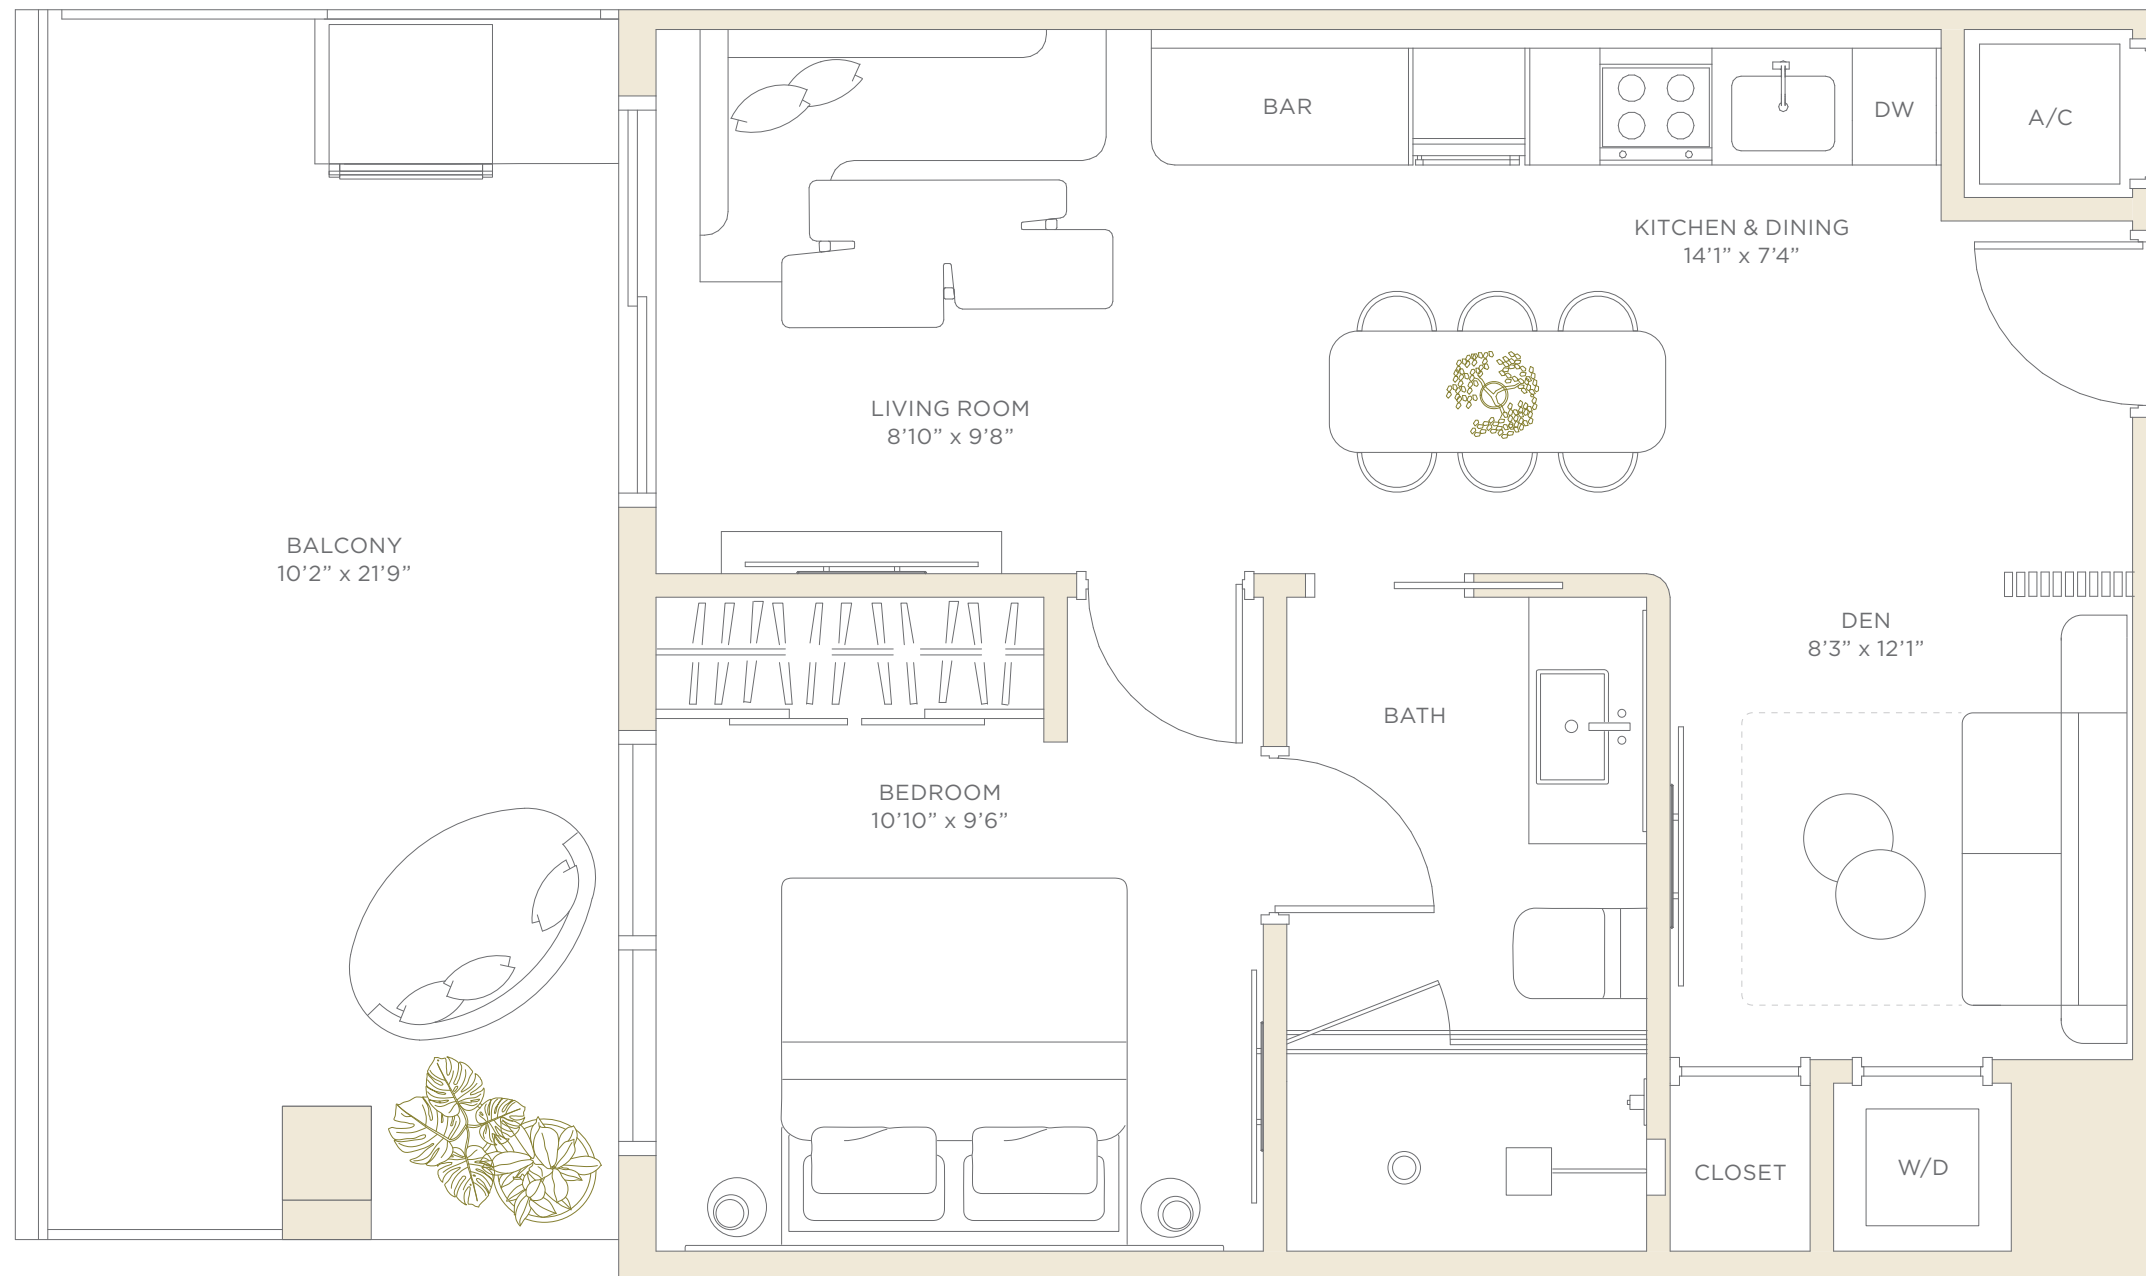 BAR
DW
A/C
KITCHEN & DINING
14’1” x 7’4”
LIVING ROOM
8’10” x 9’8”
BALCONY
10’2” x 21’9”
DEN
8’3” x 12’1”
BATH
BEDROOM
10’10” x 9’6”
CLOSET
W/D